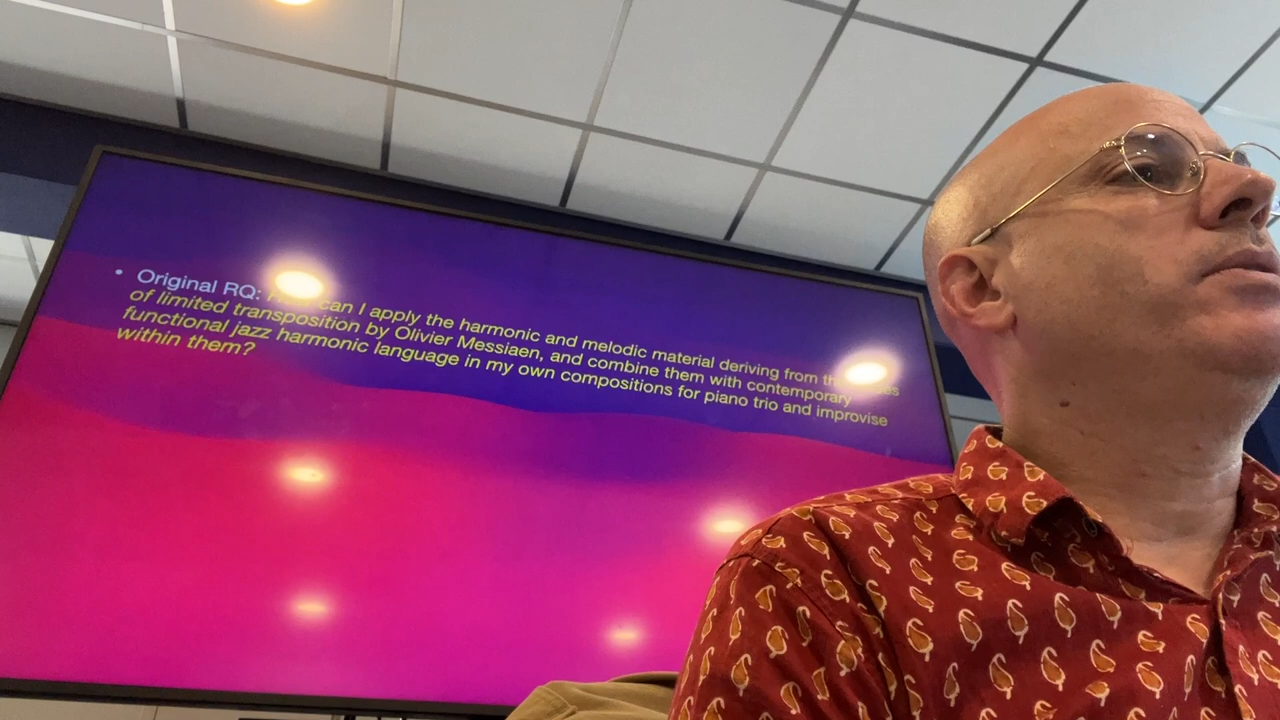 • Original RQ: can I apply the harmonic and melodic material deriving from
of limited transposition by Olivier Messiaen, and combine them with contemporary
functional jazz harmonic language in my own compositions for piano trio and improvise
within them?